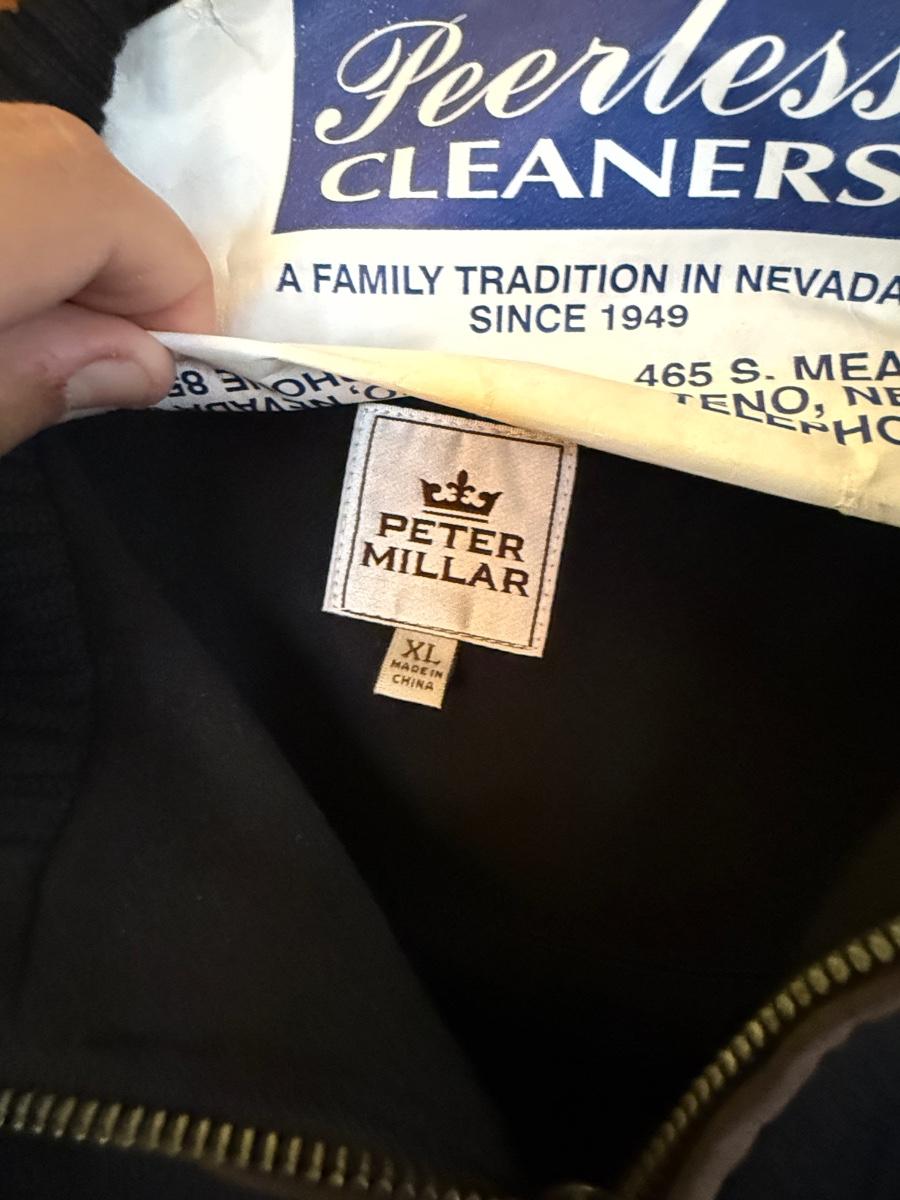 Peerless
CLEANERS
A FAMILY TRADITION IN NEVADA
SINCE 1949
465 S. MEA
PETER
MILLAR
XL
MADE IN
CHINA